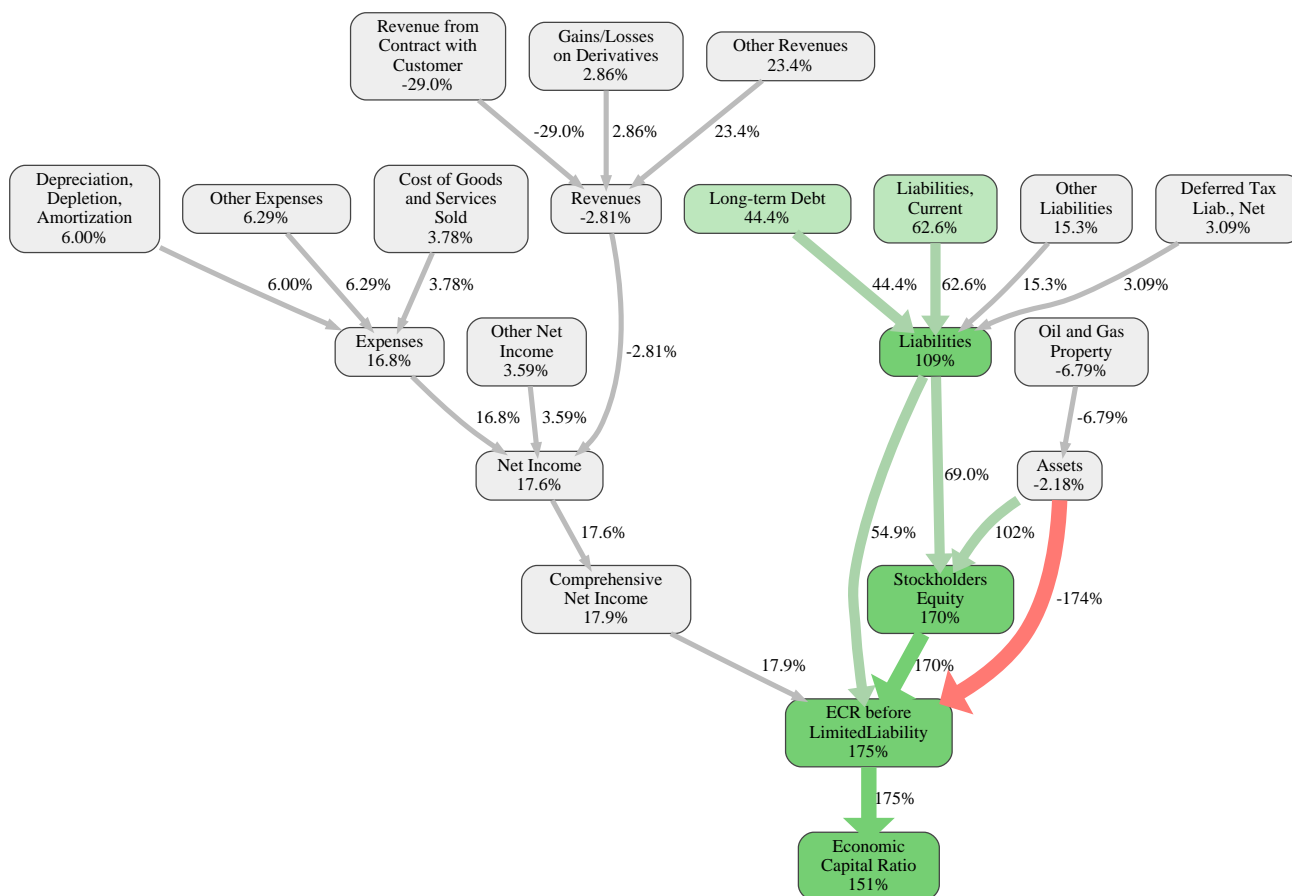 Revenue from
Contract with
Customer
-29.0%
Gains/Losses
on Derivatives
2.86%
Other Revenues
23.4%
-29.0%
2.86%
23.4%
Depreciation,
Depletion,
Amortization
6.00%
Other Expenses
6.29%
Cost of Goods
and Services
Sold
3.78%
Revenues
-2.81%
Long-term Debt
44.4%
Liabilities,
Current
62.6%
Other
Liabilities
15.3%
Deferred Tax
Liab., Net
3.09%
6.00%
6.29%
3.78%
44.4%
62.6%
15.3%
3.09%
Expenses
16.8%
Other Net
Income
3.59%
-2.81%
Liabilities
109%
Oil and Gas
Property
-6.79%
16.8%
3.59%
-6.79%
Net Income
17.6%
69.0%
Assets
-2.18%
17.6%
54.9%
102%
Comprehensive
Net Income
17.9%
Stockholders
Equity
170%
-174%
17.9%
170%
ECR before
LimitedLiability
175%
175%
Economic
Capital Ratio
151%